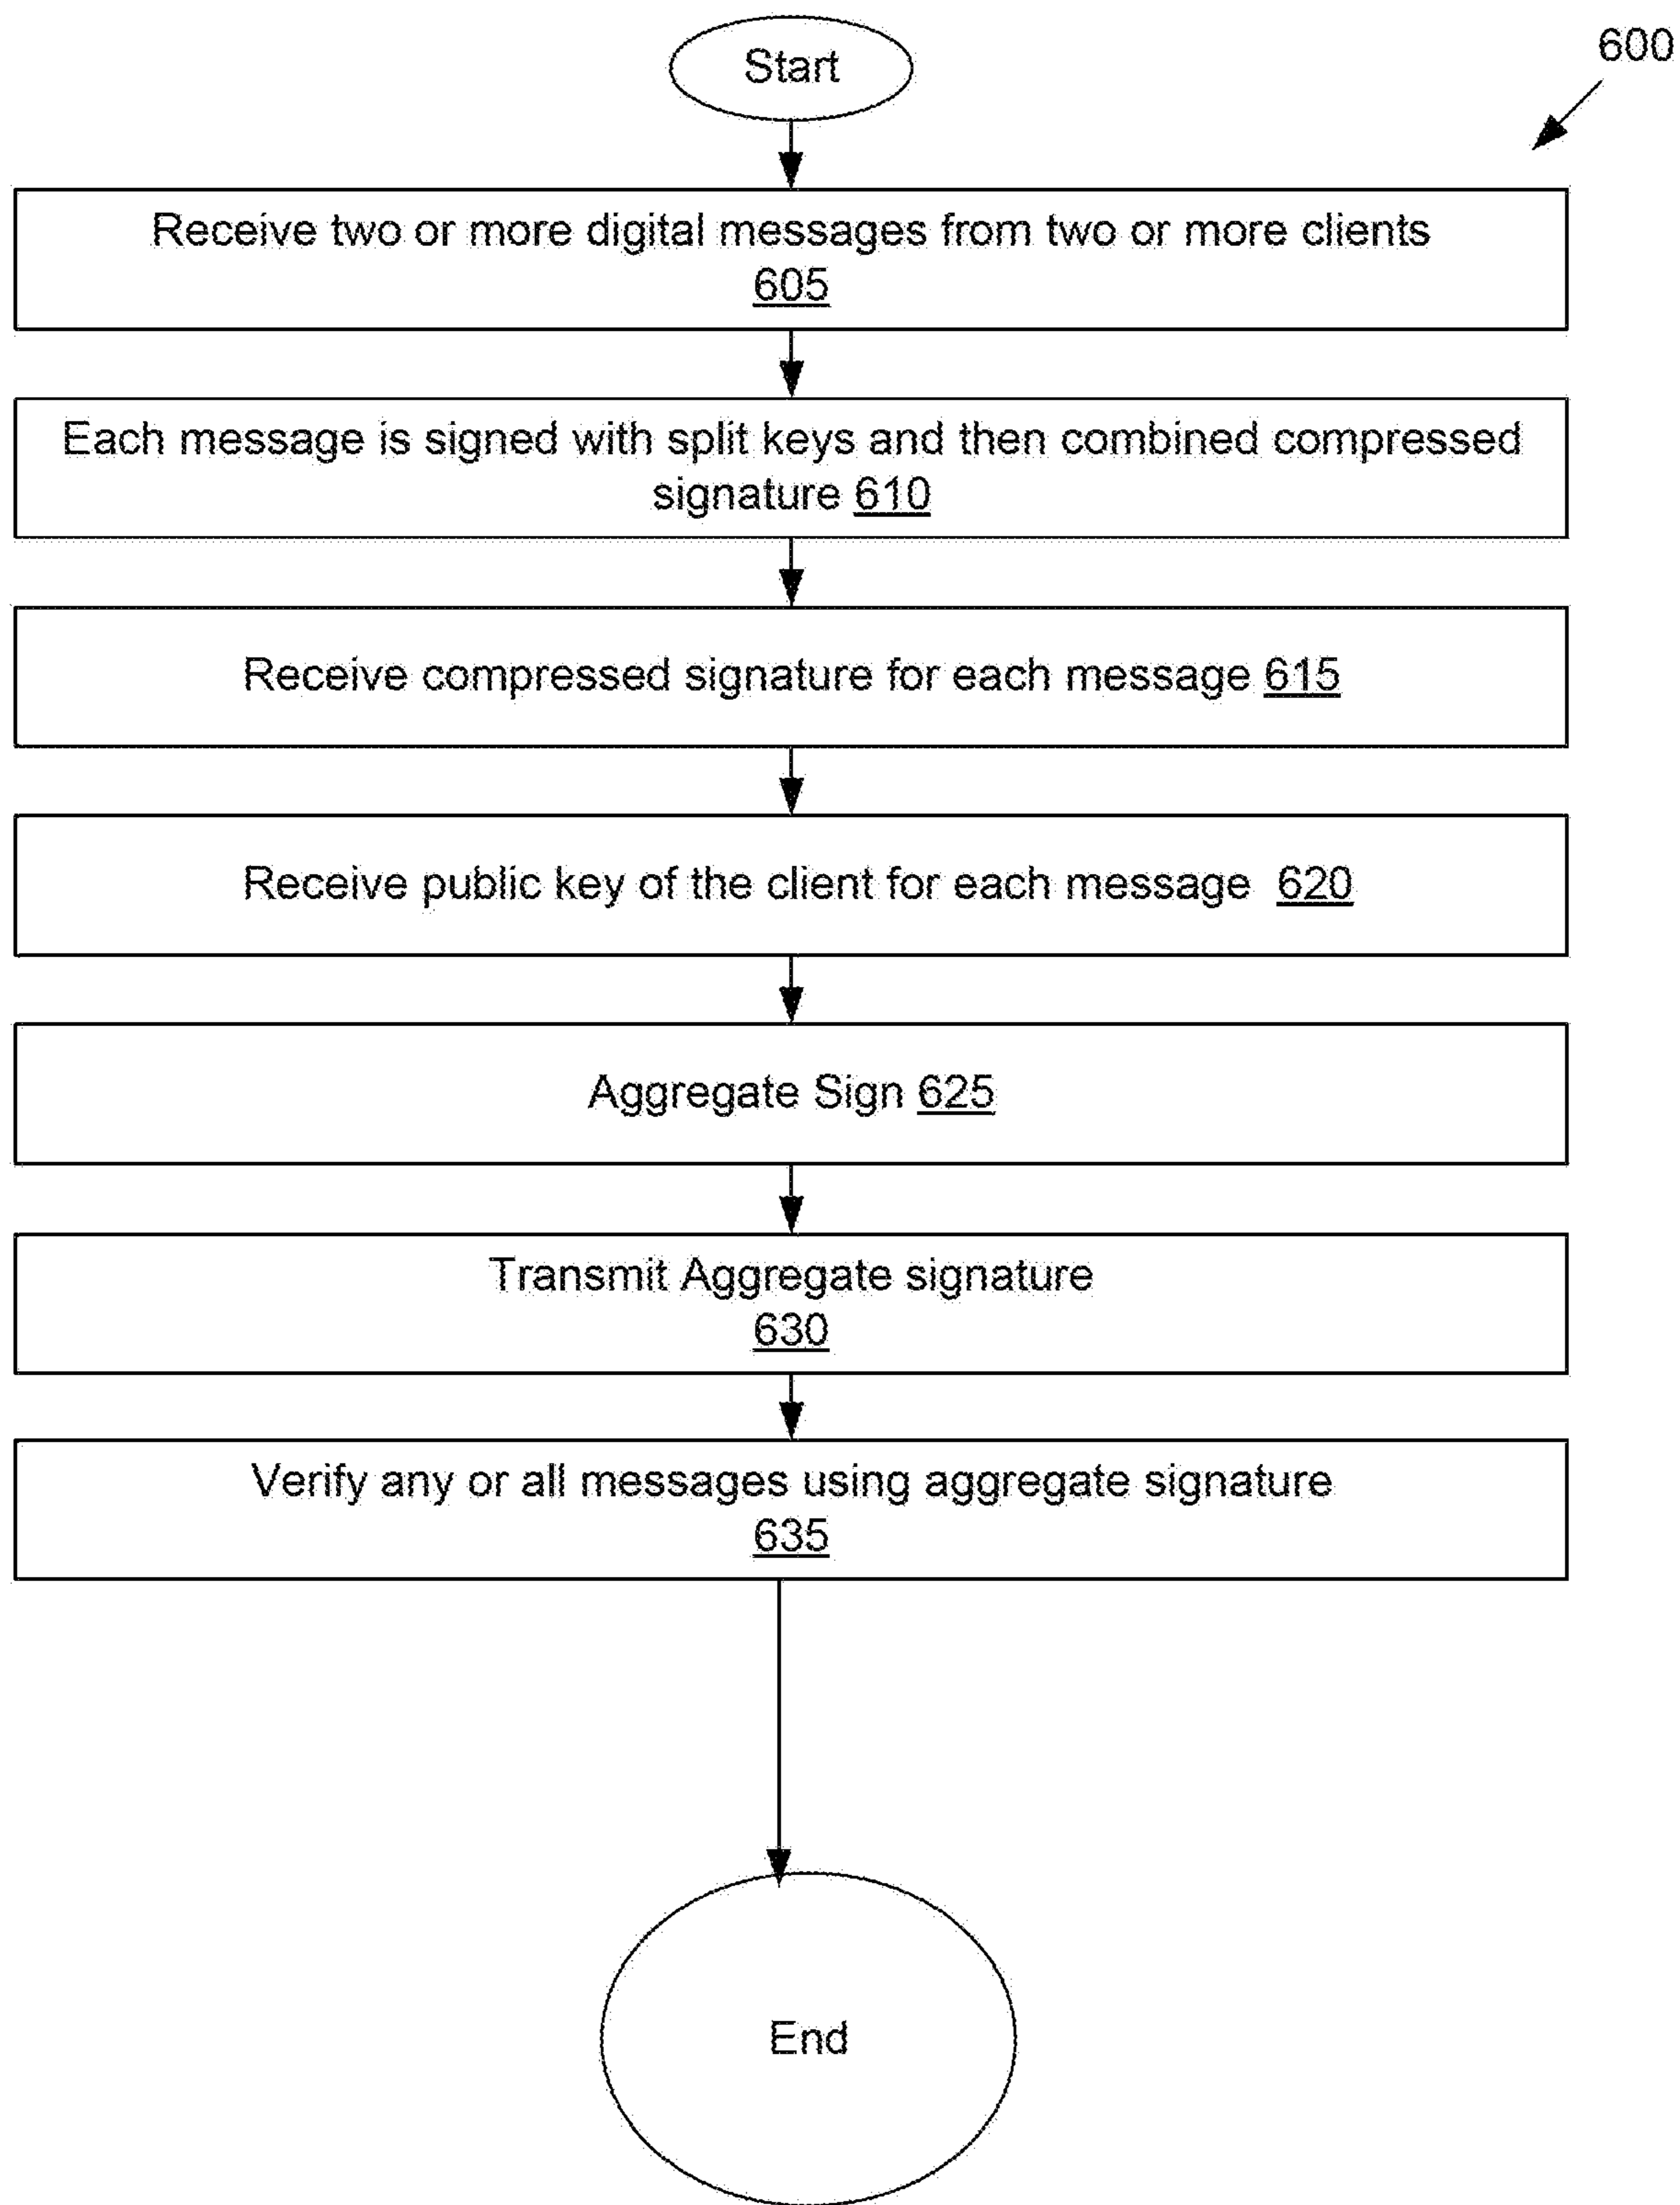 Start
600
Receive two or more digital messages from two or more clients
605
Each message is signed with split keys and then combined compressed
signature 610
Receive compressed signature for each message 615
Receive public key of the client for each message 620
Aggregate Sign 625
Transmit Aggregate signature
630
Verify any or all messages using aggregate signature
635
End